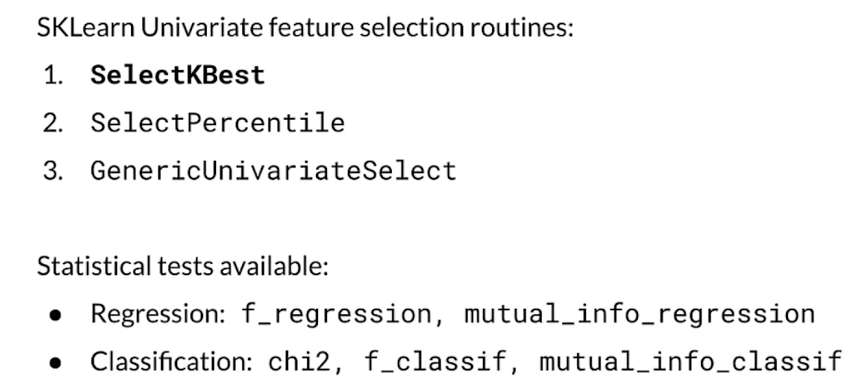 SKLearn Univariate feature selection routines:
1. SelectKBest
2. SelectPercentile
3. GenericUnivariateSelect
Statistical tests available:
● Regression: f_regression, mutual_info_regression
● Classification: chi2, f_classif, mutual_info_classif